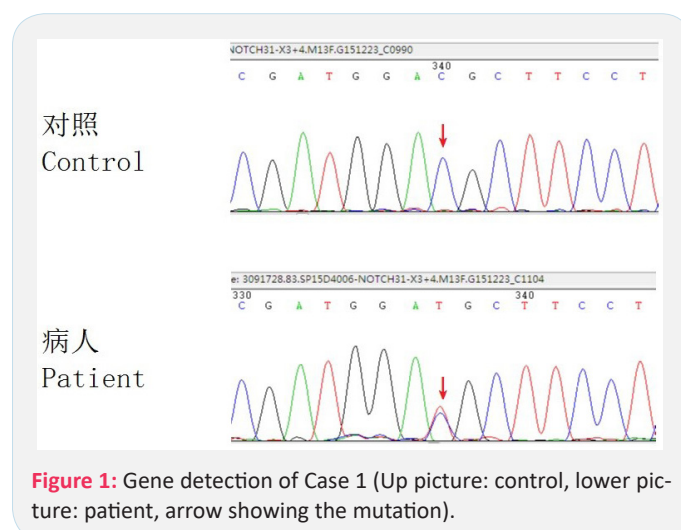 NOTCH31-X3+4.M13F.G151223_C0990
340
C G A T G G A C G C T T C C T
对照
Control
e: 3091728.83.SP15D4006-NOTCH31-X3+4.M13F.G151223_C1104
330 340
C G A T G G A T G C T T C C T
病人
Patient
Figure 1: Gene detection of Case 1 (Up picture: control, lower pic-
ture: patient, arrow showing the mutation).